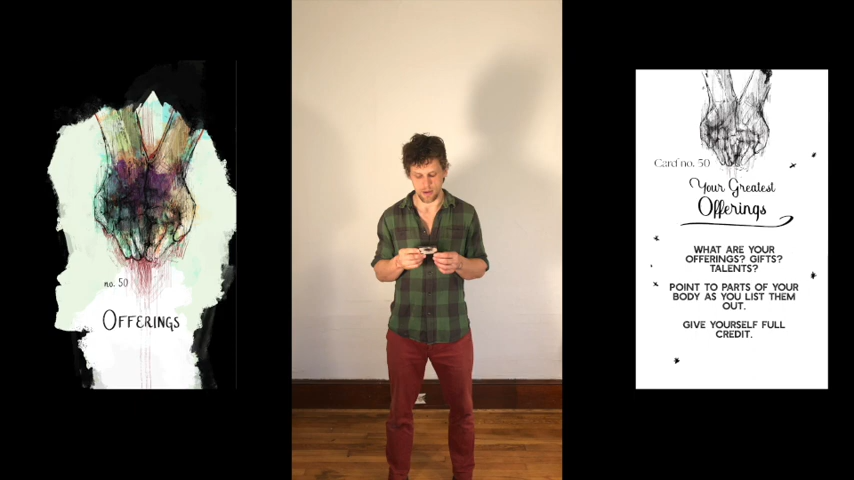 no. 50
OFFERINGS
Card no. 50
Your Greatest
Offerings
WHAT ARE YOUR
OFFERINGS? GIFTS?
TALENTS?
POINT TO PARTS OF YOUR
BODY AS YOU LIST THEM
OUT.
GIVE YOURSELF FULL
CREDIT.